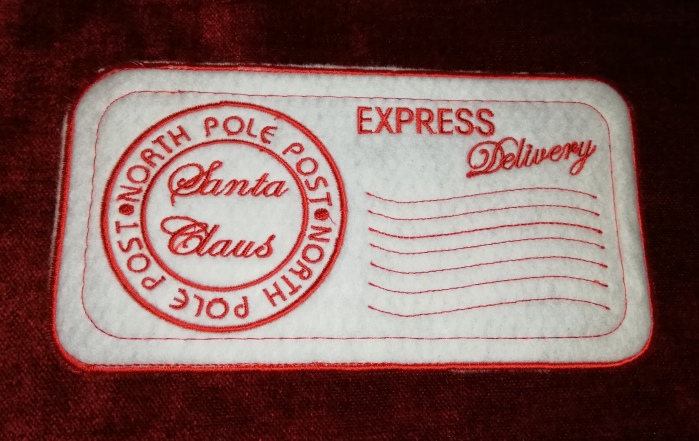 NORTH POLE POST • NORTH POLE POST •
Santa
Claus
EXPRESS
Delivery